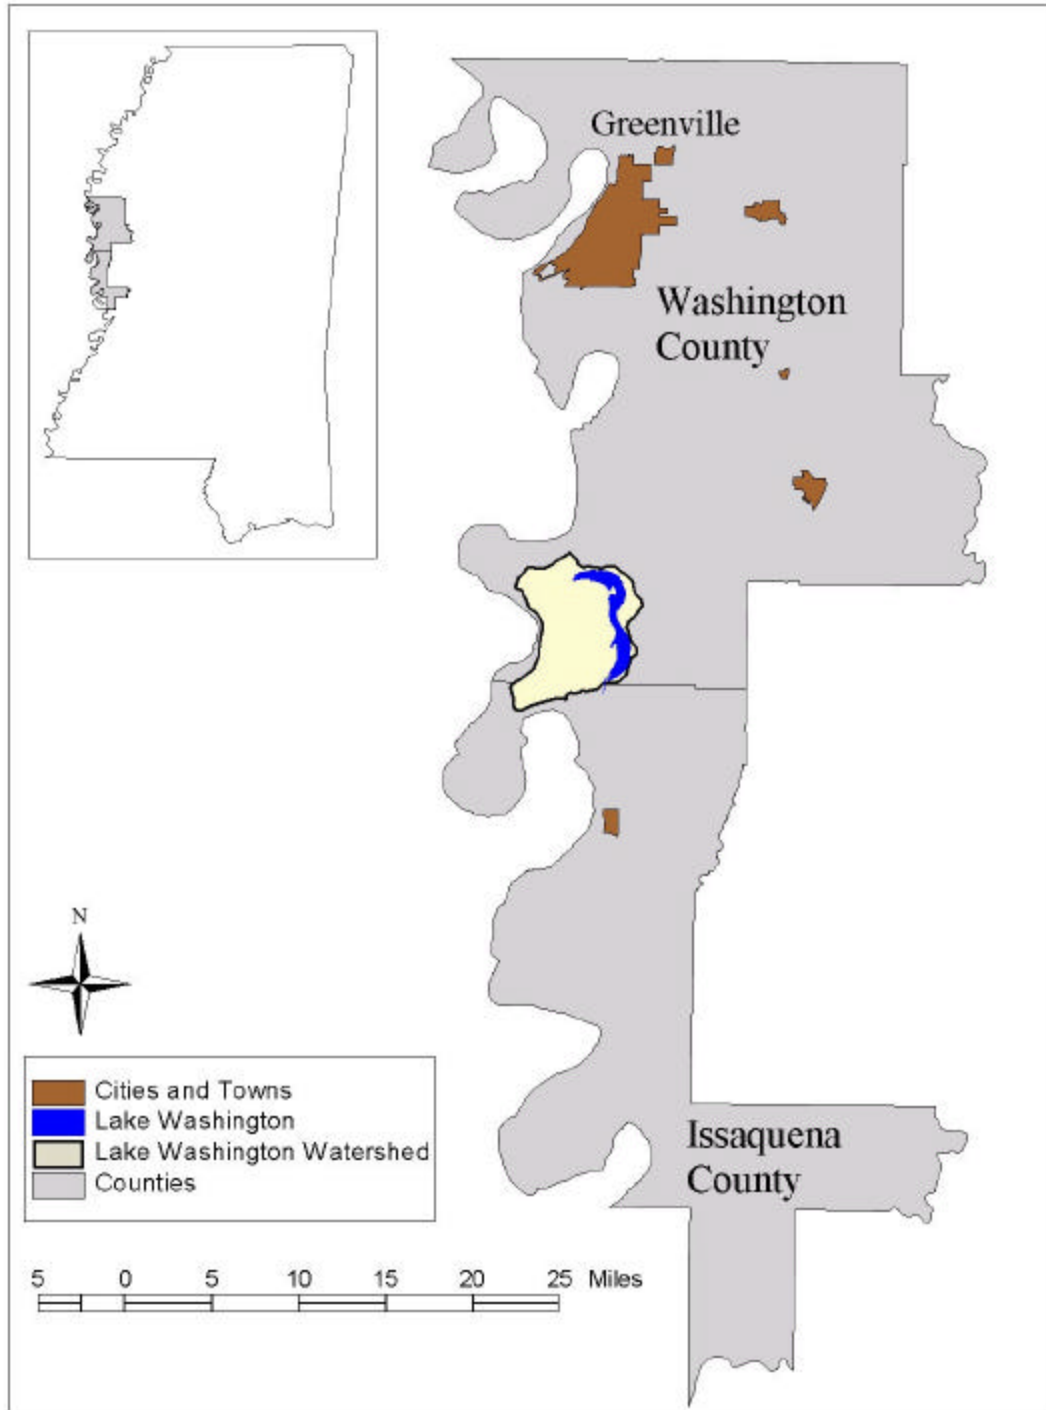 Greenville
Washington
County
N
Cities and Towns
Lake Washington
Lake Washington Watershed
Counties
Issaquena
County
5 0 5 10 15 20 25 Miles